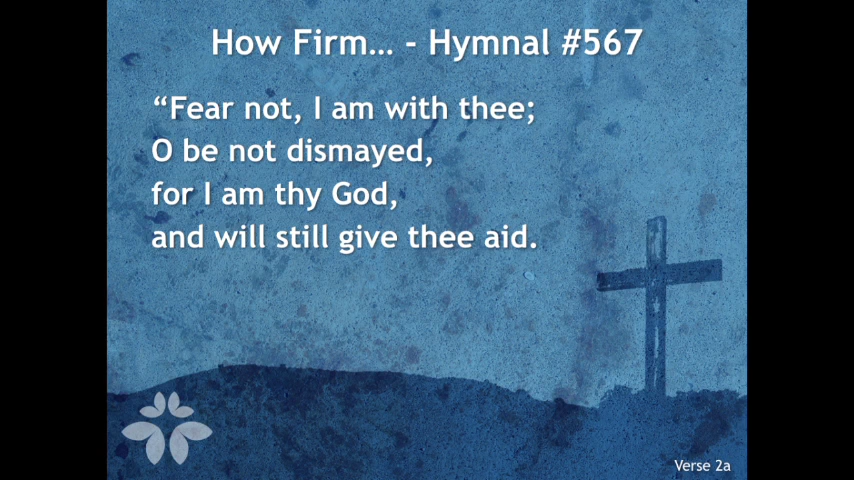 How Firm... - Hymnal #567
“Fear not, I am with thee;
O be not dismayed,
for I am thy God,
and will still give thee aid.
Verse 2a